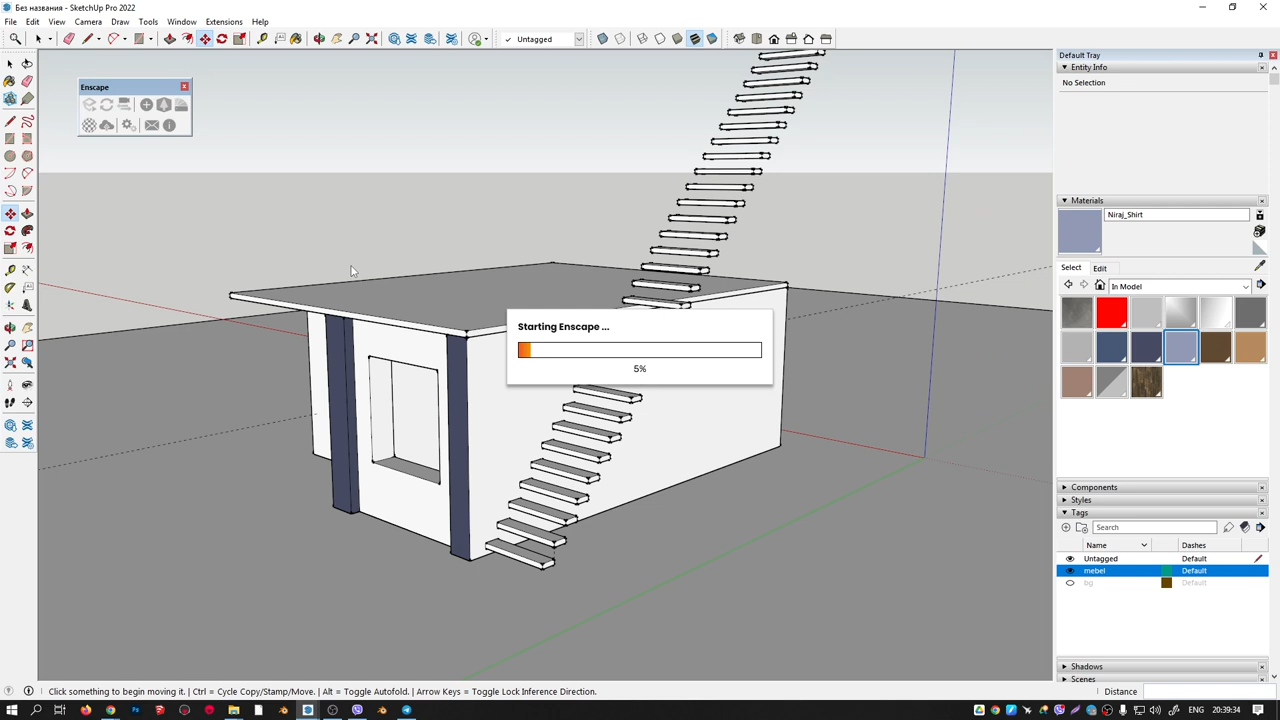 Без названия - SketchUp Pro 2022
File Edit View Camera Draw Tools Window Extensions Help
Untagged
Default Tray
Entity Info
No Selection
Enscape
Materials
Niraj_Shirt
Select Edit
In Model
Starting Enscape ...
5%
Components
Styles
Tags
Search
Name Dashes
Untagged Default
mebel Default
bg Default
Shadows
Scenes
Click something to begin moving it. | Ctrl = Cycle Copy/Stamp/Move. | Alt = Toggle Autofold. | Arrow Keys = Toggle Lock Inference Direction.
Distance
ENG 20:39:34